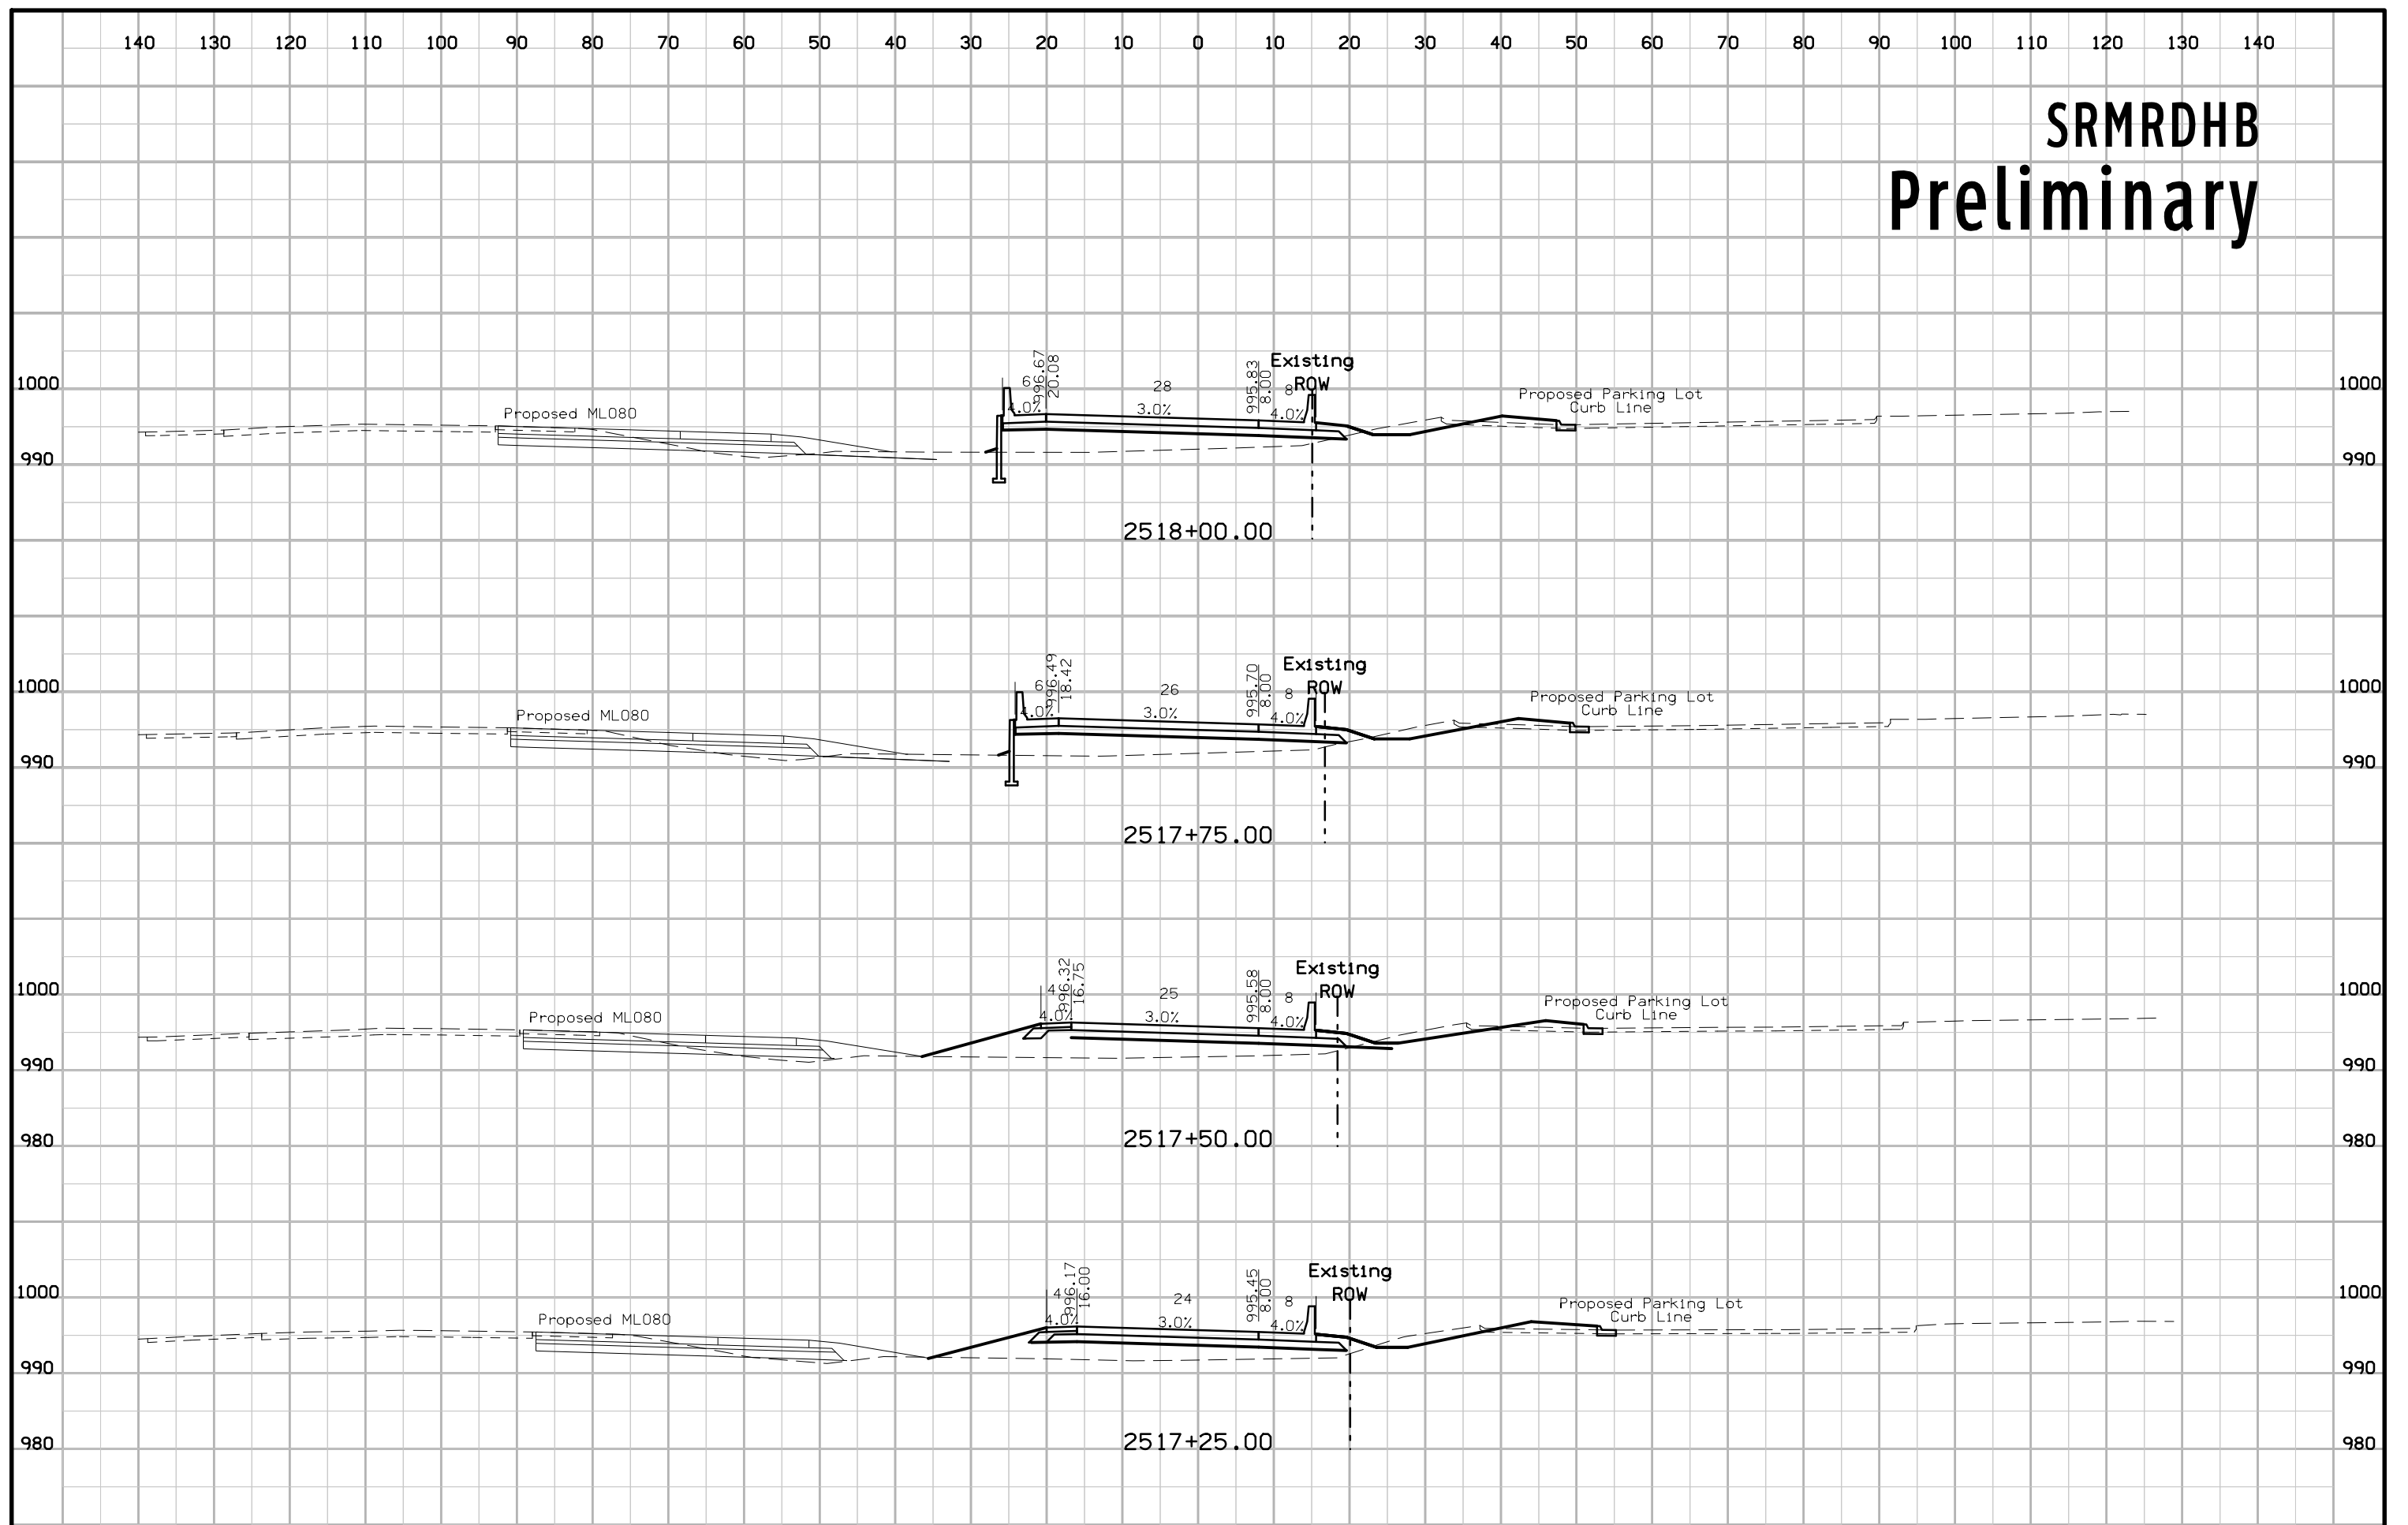 140 130 120 110 100 90 80 70 60 50 40 30 20 10 0 10 20 30 40 50 60 70 80 90 100 110 120 130 140
SRMRDHB
Preliminary
996.67
20.08
995.83
8.00
Existing
ROW
1000 6 28 8 1000
Proposed Parking Lot
Curb Line
Proposed ML080
4.0% 3.0% 4.0%
990 990
2518+00.00
996.49
18.42
995.70
8.00
Existing
ROW
1000 6 26 8 1000
Proposed Parking Lot
Curb Line
Proposed ML080
4.0% 3.0% 4.0%
990 990
2517+75.00
996.32
16.75
995.58
8.00
Existing
ROW
1000 4 25 8 1000
Proposed Parking Lot
Curb Line
Proposed ML080
4.0% 3.0% 4.0%
990 990
980 2517+50.00 980
996.17
16.00
995.45
8.00
Existing
ROW
1000 4 24 8 1000
Proposed Parking Lot
Curb Line
Proposed ML080
4.0% 3.0% 4.0%
990 990
980 2517+25.00 980